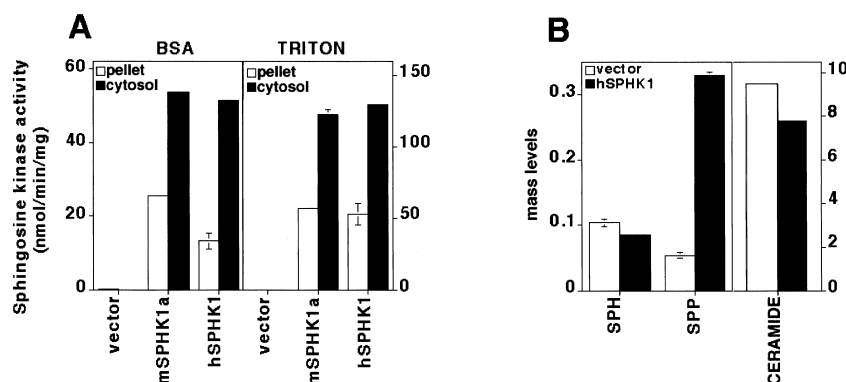 A
BSA
TRITON
Sphingosine kinase activity
(nmol/min/mg)
60
40
20
0
pellet
cytosol
pellet
cytosol
150
100
50
0
vector
mSPHK1a
hSPHK1
vector
mSPHK1a
hSPHK1
B
mass levels
0.3
0.2
0.1
0
vector
hSPHK1
10
8
6
4
2
0
SPH
SPP
CERAMIDE